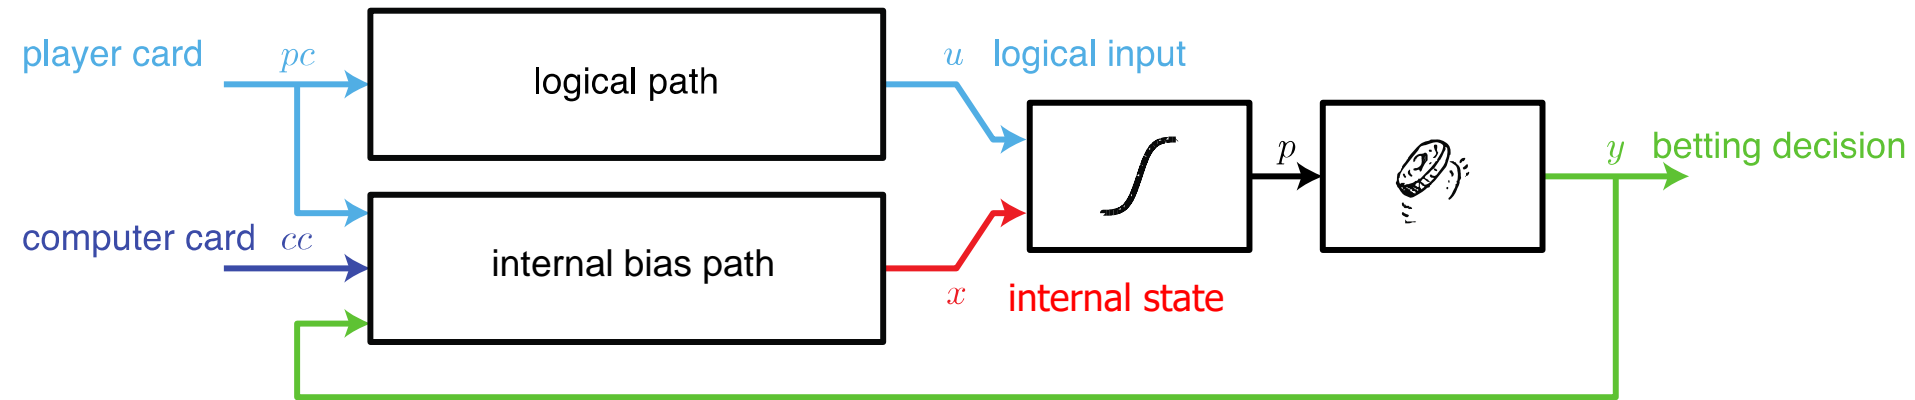 player card pc
logical path
u logical input
p
y betting decision
computer card cc
internal bias path
x internal state